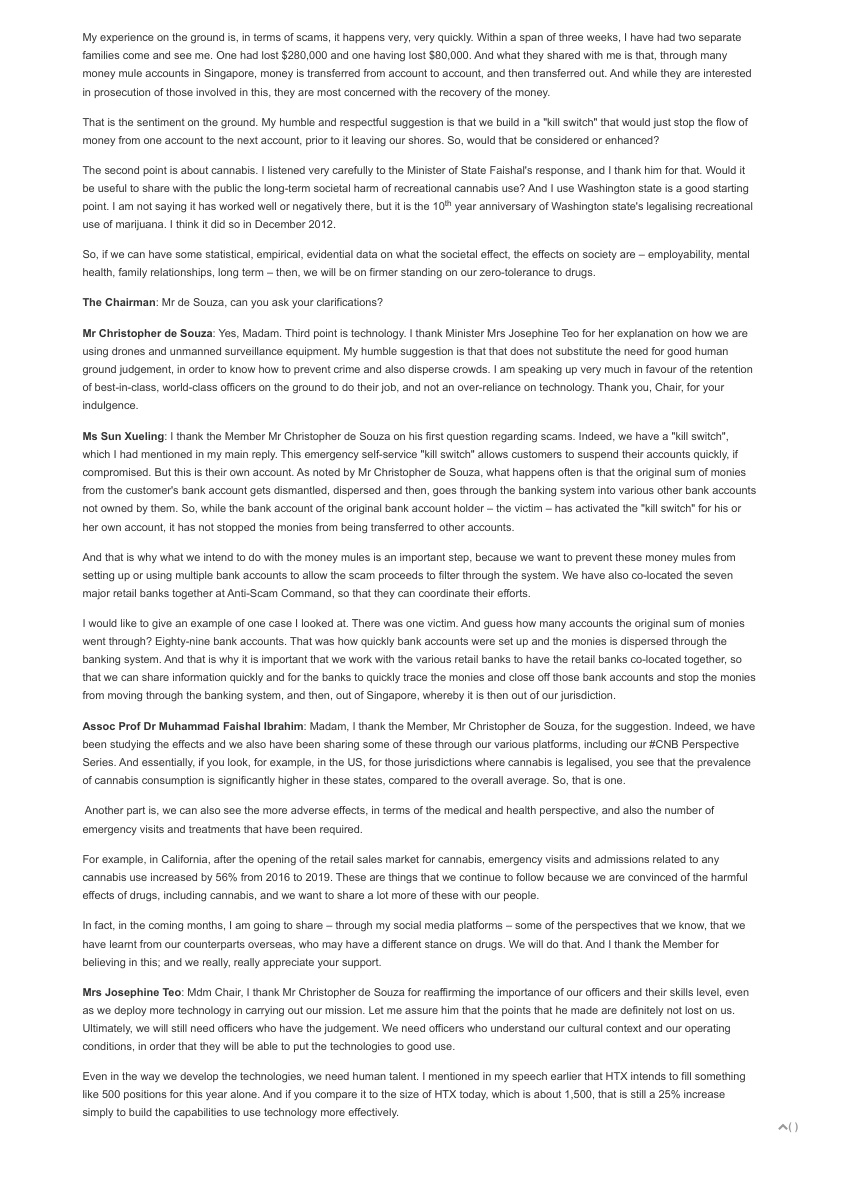 My experience on the ground is, in terms of scams, it happens very, very quickly. Within a span of three weeks, I have had two separate
families come and see me. One had lost $280,000 and one having lost $80,000. And what they shared with me is that, through many
money mule accounts in Singapore, money is transferred from account to account, and then transferred out. And while they are interested
in prosecution of those involved in this, they are most concerned with the recovery of the money.
That is the sentiment on the ground. My humble and respectful suggestion is that we build in a "kill switch" that would just stop the flow of
money from one account to the next account, prior to it leaving our shores. So, would that be considered or enhanced?
The second point is about cannabis. I listened very carefully to the Minister of State Faishal's response, and I thank him for that. Would it
be useful to share with the public the long-term societal harm of recreational cannabis use? And I use Washington state is a good starting
point. I am not saying it has worked well or negatively there, but it is the 10th year anniversary of Washington state's legalising recreational
use of marijuana. I think it did so in December 2012.
So, if we can have some statistical, empirical, evidential data on what the societal effect, the effects on society are – employability, mental
health, family relationships, long term – then, we will be on firmer standing on our zero-tolerance to drugs.
The Chairman: Mr de Souza, can you ask your clarifications?
Mr Christopher de Souza: Yes, Madam. Third point is technology. I thank Minister Mrs Josephine Teo for her explanation on how we are
using drones and unmanned surveillance equipment. My humble suggestion is that that does not substitute the need for good human
ground judgement, in order to know how to prevent crime and also disperse crowds. I am speaking up very much in favour of the retention
of best-in-class, world-class officers on the ground to do their job, and not an over-reliance on technology. Thank you, Chair, for your
indulgence.
Ms Sun Xueling: I thank the Member Mr Christopher de Souza on his first question regarding scams. Indeed, we have a "kill switch",
which I had mentioned in my main reply. This emergency self-service "kill switch" allows customers to suspend their accounts quickly, if
compromised. But this is their own account. As noted by Mr Christopher de Souza, what happens often is that the original sum of monies
from the customer's bank account gets dismantled, dispersed and then, goes through the banking system into various other bank accounts
not owned by them. So, while the bank account of the original bank account holder – the victim – has activated the "kill switch" for his or
her own account, it has not stopped the monies from being transferred to other accounts.
And that is why what we intend to do with the money mules is an important step, because we want to prevent these money mules from
setting up or using multiple bank accounts to allow the scam proceeds to filter through the system. We have also co-located the seven
major retail banks together at Anti-Scam Command, so that they can coordinate their efforts.
I would like to give an example of one case I looked at. There was one victim. And guess how many accounts the original sum of monies
went through? Eighty-nine bank accounts. That was how quickly bank accounts were set up and the monies is dispersed through the
banking system. And that is why it is important that we work with the various retail banks to have the retail banks co-located together, so
that we can share information quickly and for the banks to quickly trace the monies and close off those bank accounts and stop the monies
from moving through the banking system, and then, out of Singapore, whereby it is then out of our jurisdiction.
Assoc Prof Dr Muhammad Faishal Ibrahim: Madam, I thank the Member, Mr Christopher de Souza, for the suggestion. Indeed, we have
been studying the effects and we also have been sharing some of these through our various platforms, including our #CNB Perspective
Series. And essentially, if you look, for example, in the US, for those jurisdictions where cannabis is legalised, you see that the prevalence
of cannabis consumption is significantly higher in these states, compared to the overall average. So, that is one.
Another part is, we can also see the more adverse effects, in terms of the medical and health perspective, and also the number of
emergency visits and treatments that have been required.
For example, in California, after the opening of the retail sales market for cannabis, emergency visits and admissions related to any
cannabis use increased by 56% from 2016 to 2019. These are things that we continue to follow because we are convinced of the harmful
effects of drugs, including cannabis, and we want to share a lot more of these with our people.
In fact, in the coming months, I am going to share – through my social media platforms – some of the perspectives that we know, that we
have learnt from our counterparts overseas, who may have a different stance on drugs. We will do that. And I thank the Member for
believing in this; and we really, really appreciate your support.
Mrs Josephine Teo: Mdm Chair, I thank Mr Christopher de Souza for reaffirming the importance of our officers and their skills level, even
as we deploy more technology in carrying out our mission. Let me assure him that the points that he made are definitely not lost on us.
Ultimately, we will still need officers who have the judgement. We need officers who understand our cultural context and our operating
conditions, in order that they will be able to put the technologies to good use.
Even in the way we develop the technologies, we need human talent. I mentioned in my speech earlier that HTX intends to fill something
like 500 positions for this year alone. And if you compare it to the size of HTX today, which is about 1,500, that is still a 25% increase
simply to build the capabilities to use technology more effectively.
( )